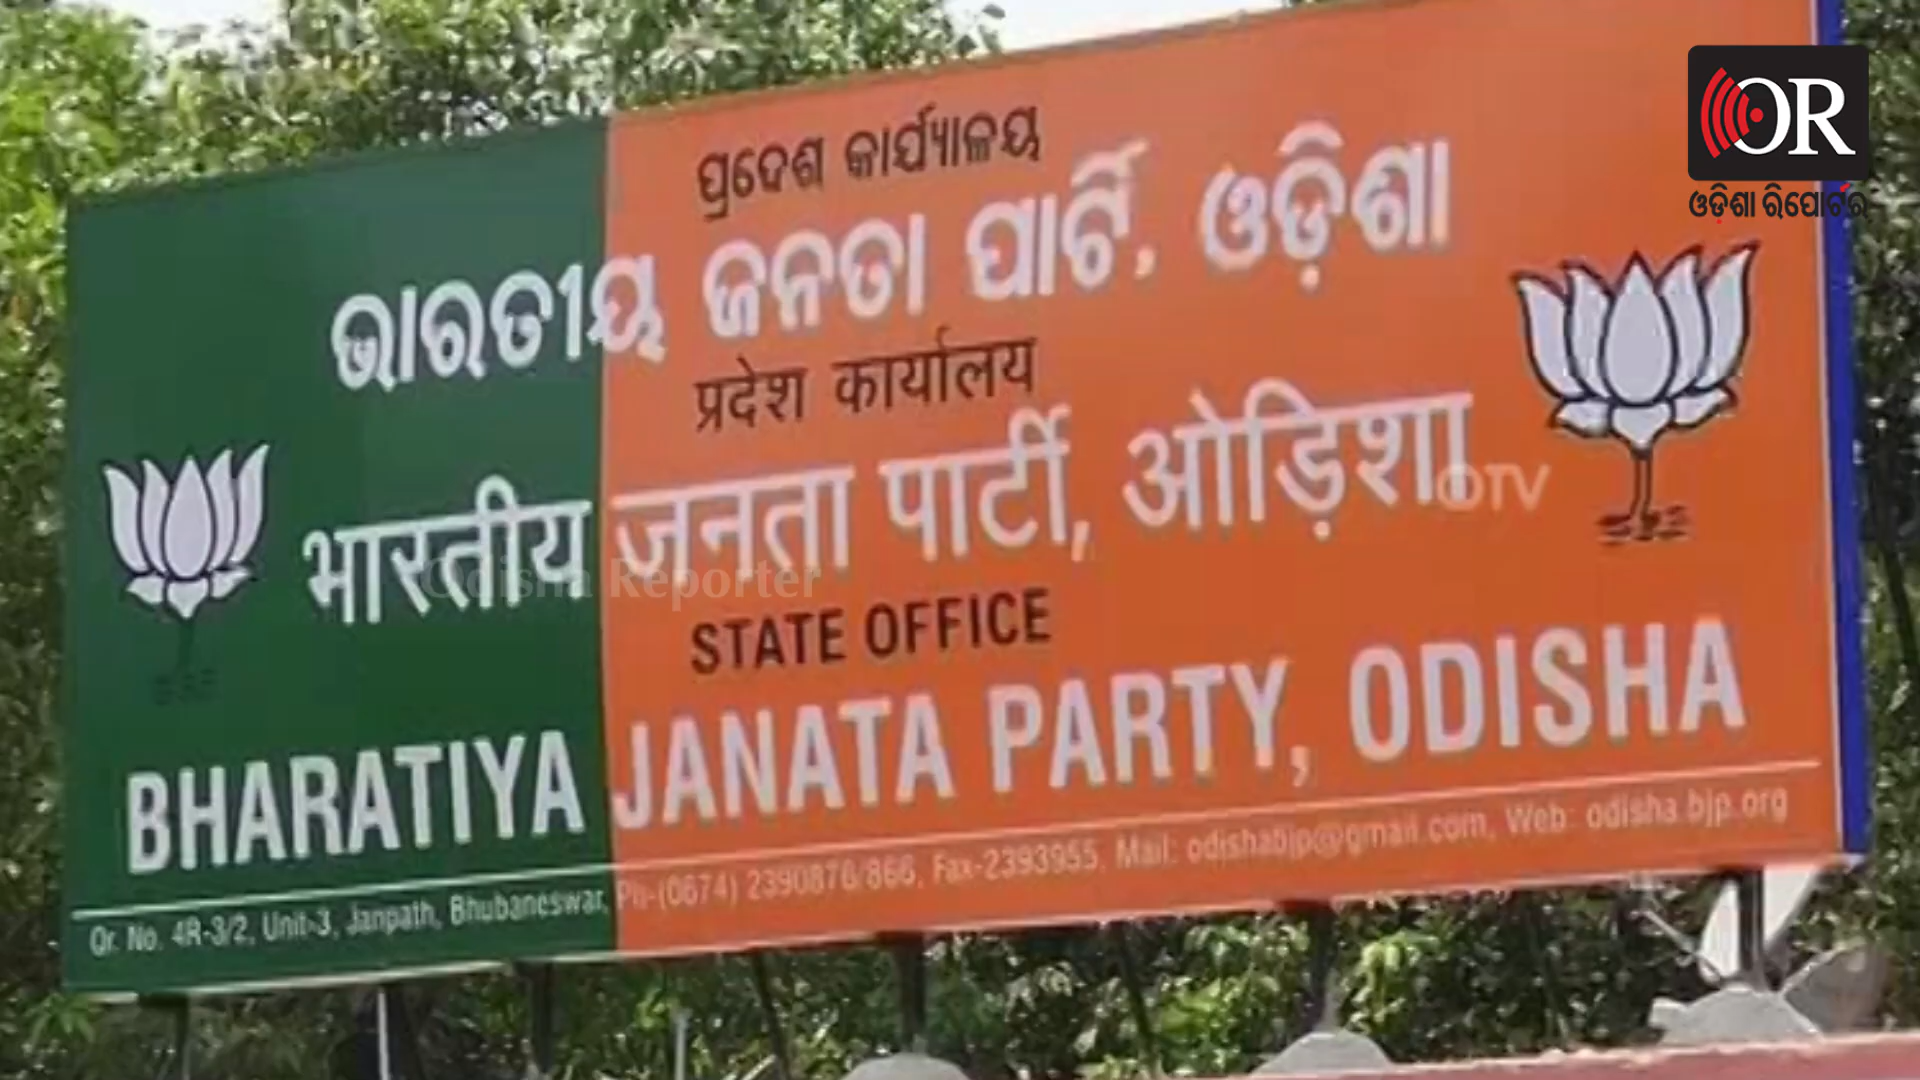 OR
ଓଡ଼ିଶା ରିପୋର୍ଟର
ପ୍ରଦେଶ କାର୍ଯ୍ୟାଳୟ
ଭାରତୀୟ ଜନତା ପାର୍ଟି, ଓଡ଼ିଶା
प्रदेश कार्यालय
भारतीय जनता पार्टी, ओड़िशा
OTV
Odisha Reporter
STATE OFFICE
BHARATIYA JANATA PARTY, ODISHA
Qr. No. 4R-3/2, Unit-3, Janpath, Bhubaneswar, Ph-(0674) 2390876/866, Fax-2393955, Mail: odishabjp@gmail.com, Web: odisha.bjp.org